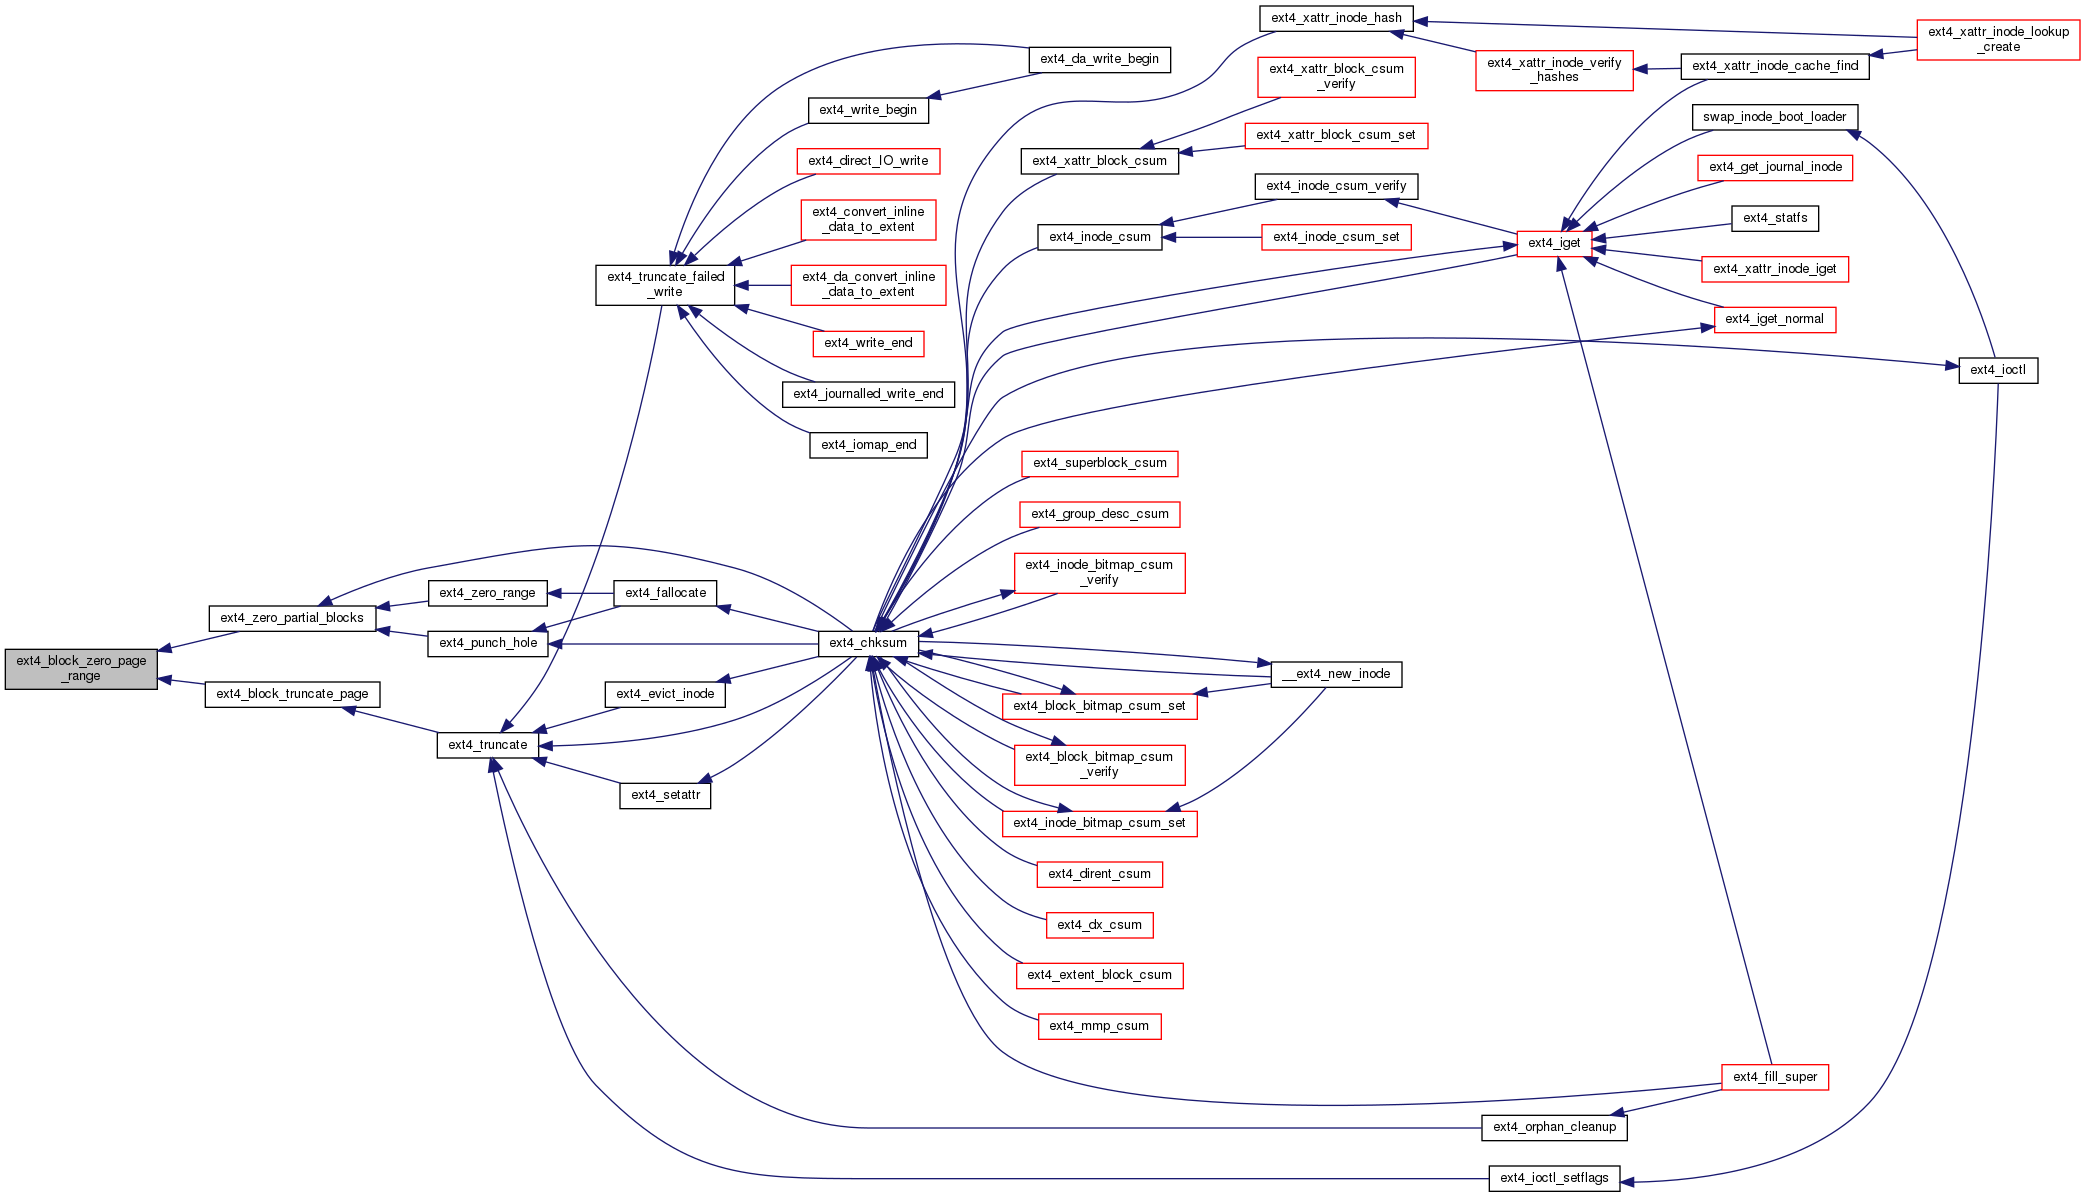 ext4_block_zero_page
_range
ext4_zero_partial_blocks
ext4_block_truncate_page
ext4_zero_range
ext4_punch_hole
ext4_truncate
ext4_truncate_failed
_write
ext4_fallocate
ext4_evict_inode
ext4_setattr
ext4_da_write_begin
ext4_write_begin
ext4_direct_IO_write
ext4_convert_inline
_data_to_extent
ext4_da_convert_inline
_data_to_extent
ext4_write_end
ext4_journalled_write_end
ext4_iomap_end
ext4_chksum
ext4_xattr_inode_hash
ext4_xattr_block_csum
_verify
ext4_xattr_block_csum_set
ext4_xattr_block_csum
ext4_inode_csum_verify
ext4_inode_csum
ext4_inode_csum_set
ext4_superblock_csum
ext4_group_desc_csum
ext4_inode_bitmap_csum
_verify
__ext4_new_inode
ext4_block_bitmap_csum_set
ext4_block_bitmap_csum
_verify
ext4_inode_bitmap_csum_set
ext4_dirent_csum
ext4_dx_csum
ext4_extent_block_csum
ext4_mmp_csum
ext4_xattr_inode_verify
_hashes
ext4_iget
ext4_xattr_inode_lookup
_create
ext4_xattr_inode_cache_find
swap_inode_boot_loader
ext4_get_journal_inode
ext4_statfs
ext4_xattr_inode_iget
ext4_iget_normal
ext4_ioctl
ext4_fill_super
ext4_orphan_cleanup
ext4_ioctl_setflags